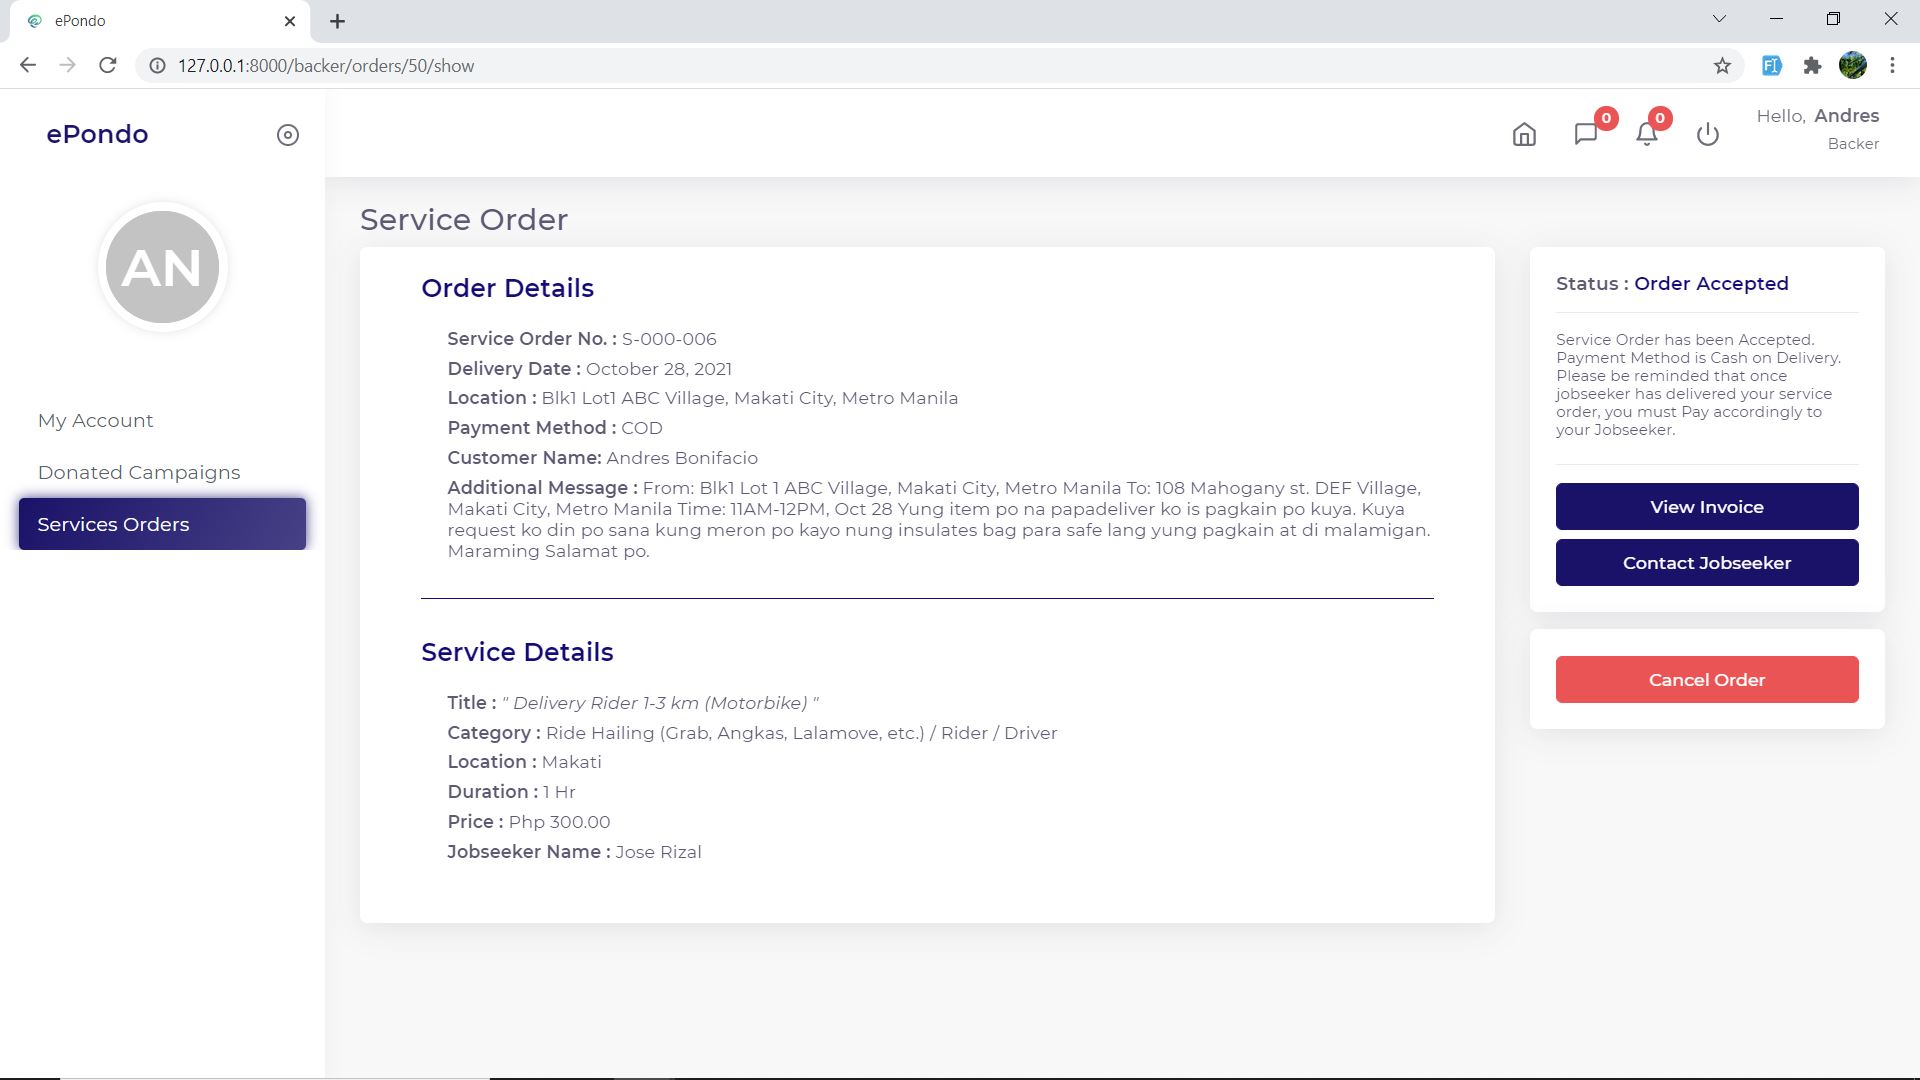 ePondo
127.0.0.1:8000/backer/orders/50/show
ePondo
0
0
Hello, Andres
Backer
AN
My Account
Donated Campaigns
Services Orders
Service Order
Order Details
Service Order No. : S-000-006
Delivery Date : October 28, 2021
Location : Blk1 Lot1 ABC Village, Makati City, Metro Manila
Payment Method : COD
Customer Name: Andres Bonifacio
Additional Message : From: Blk1 Lot 1 ABC Village, Makati City, Metro Manila To: 108 Mahogany st. DEF Village,
Makati City, Metro Manila Time: 11AM-12PM, Oct 28 Yung item po na papadeliver ko is pagkain po kuya. Kuya
request ko din po sana kung meron po kayo nung insulates bag para safe lang yung pagkain at di malamigan.
Maraming Salamat po.
Service Details
Title : " Delivery Rider 1-3 km (Motorbike) "
Category : Ride Hailing (Grab, Angkas, Lalamove, etc.) / Rider / Driver
Location : Makati
Duration : 1 Hr
Price : Php 300.00
Jobseeker Name : Jose Rizal
Status : Order Accepted
Service Order has been Accepted.
Payment Method is Cash on Delivery.
Please be reminded that once
jobseeker has delivered your service
order, you must Pay accordingly to
your Jobseeker.
View Invoice
Contact Jobseeker
Cancel Order